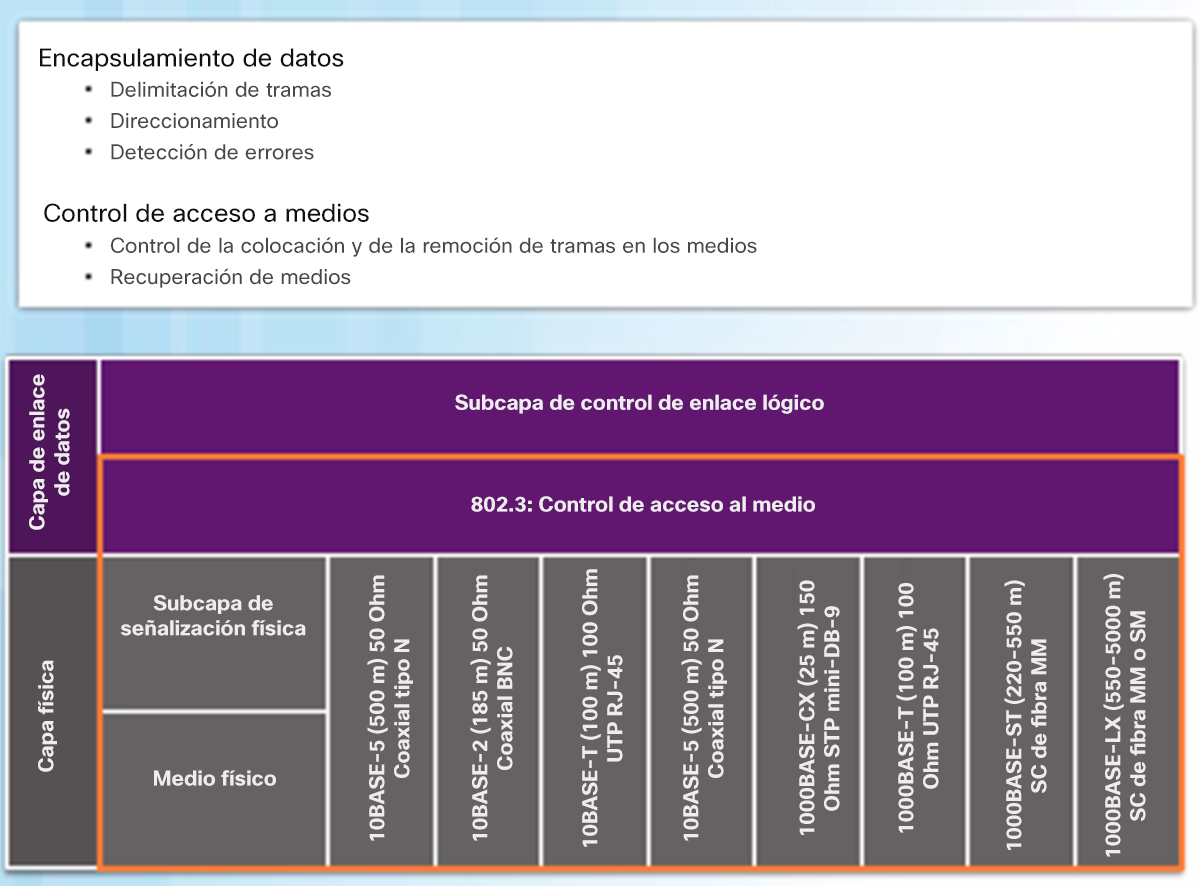 Encapsulamiento de datos
• Delimitación de tramas
• Direccionamiento
• Detección de errores
Control de acceso a medios
• Control de la colocación y de la remoción de tramas en los medios
• Recuperación de medios
Capa de enlace
de datos
Subcapa de control de enlace lógico
802.3: Control de acceso al medio
Capa física
Subcapa de
señalización física
Medio físico
10BASE-5 (500 m) 50 Ohm
Coaxial tipo N
10BASE-2 (185 m) 50 Ohm
Coaxial BNC
10BASE-T (100 m) 100 Ohm
UTP RJ-45
10BASE-5 (500 m) 50 Ohm
Coaxial tipo N
1000BASE-CX (25 m) 150
Ohm STP mini-DB-9
1000BASE-T (100 m) 100
Ohm UTP RJ-45
1000BASE-ST (220-550 m)
SC de fibra MM
1000BASE-LX (550-5000 m)
SC de fibra MM o SM